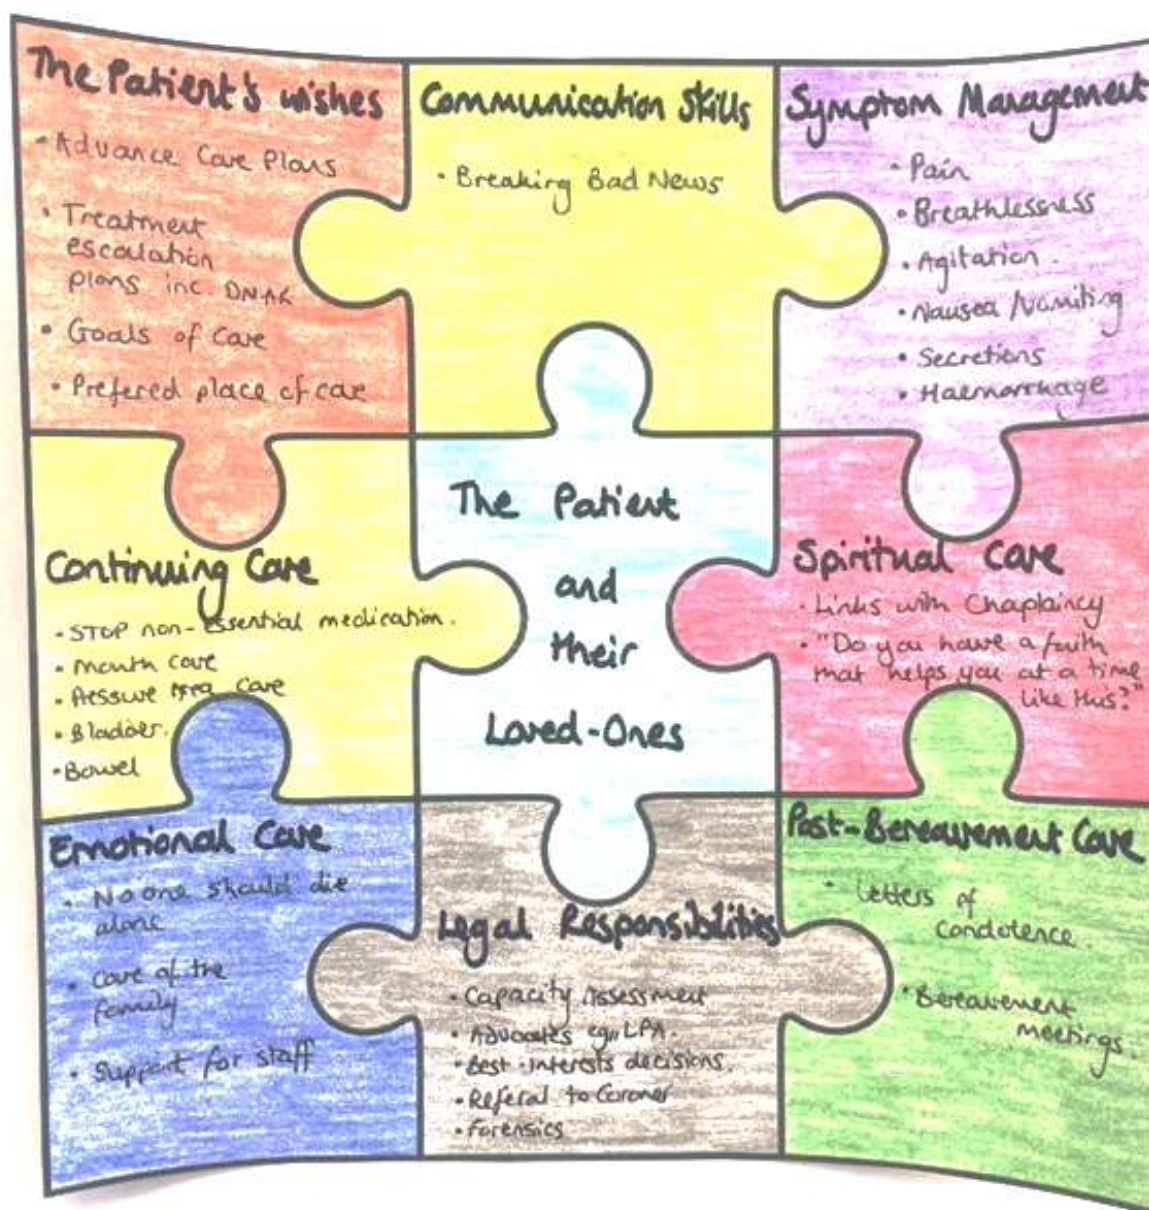 The Patient's wishes
• Advance Care Plans
• Treatment
escalation
plans inc. DNAR
• Goals of Care
• Prefered place of care
Communication Skills
• Breaking Bad News
Symptom Management
• Pain
• Breathlessness
• Agitation.
• Nausea/vomiting
• Secretions
• Haemorrhage
Continuing Care
• STOP non-essential medication.
• Mouth care
• Pressure Area Care
• Bladder.
• Bowel
The Patient
and
their
Loved-Ones
Spiritual Care
• Links with Chaplaincy
• "Do you have a faith
that helps you at a time
like this?"
Emotional Care
• No one should die
alone
• Care of the
family
• Support for staff
Legal Responsibilities
• Capacity Assessment
• Advocates eg, LPA.
• Best-interests decisions.
• Referal to Coroner
• Forensics
Post-Bereavement Care
• Letters of
Condolence.
• Bereavement
meetings.